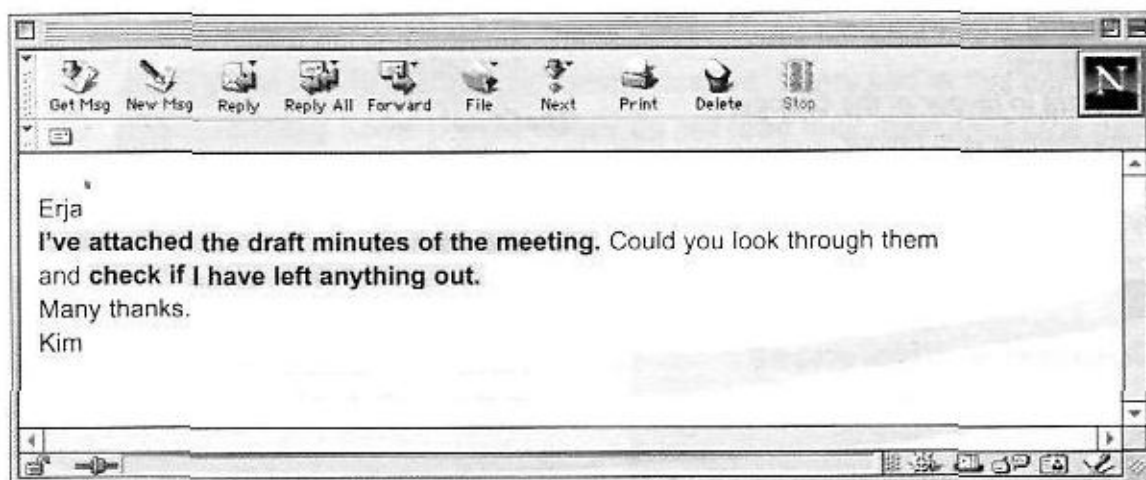 Get Msg New Msg Reply Reply All Forward File Next Print Delete Stop
N
Erja
I've attached the draft minutes of the meeting. Could you look through them
and check if I have left anything out.
Many thanks.
Kim